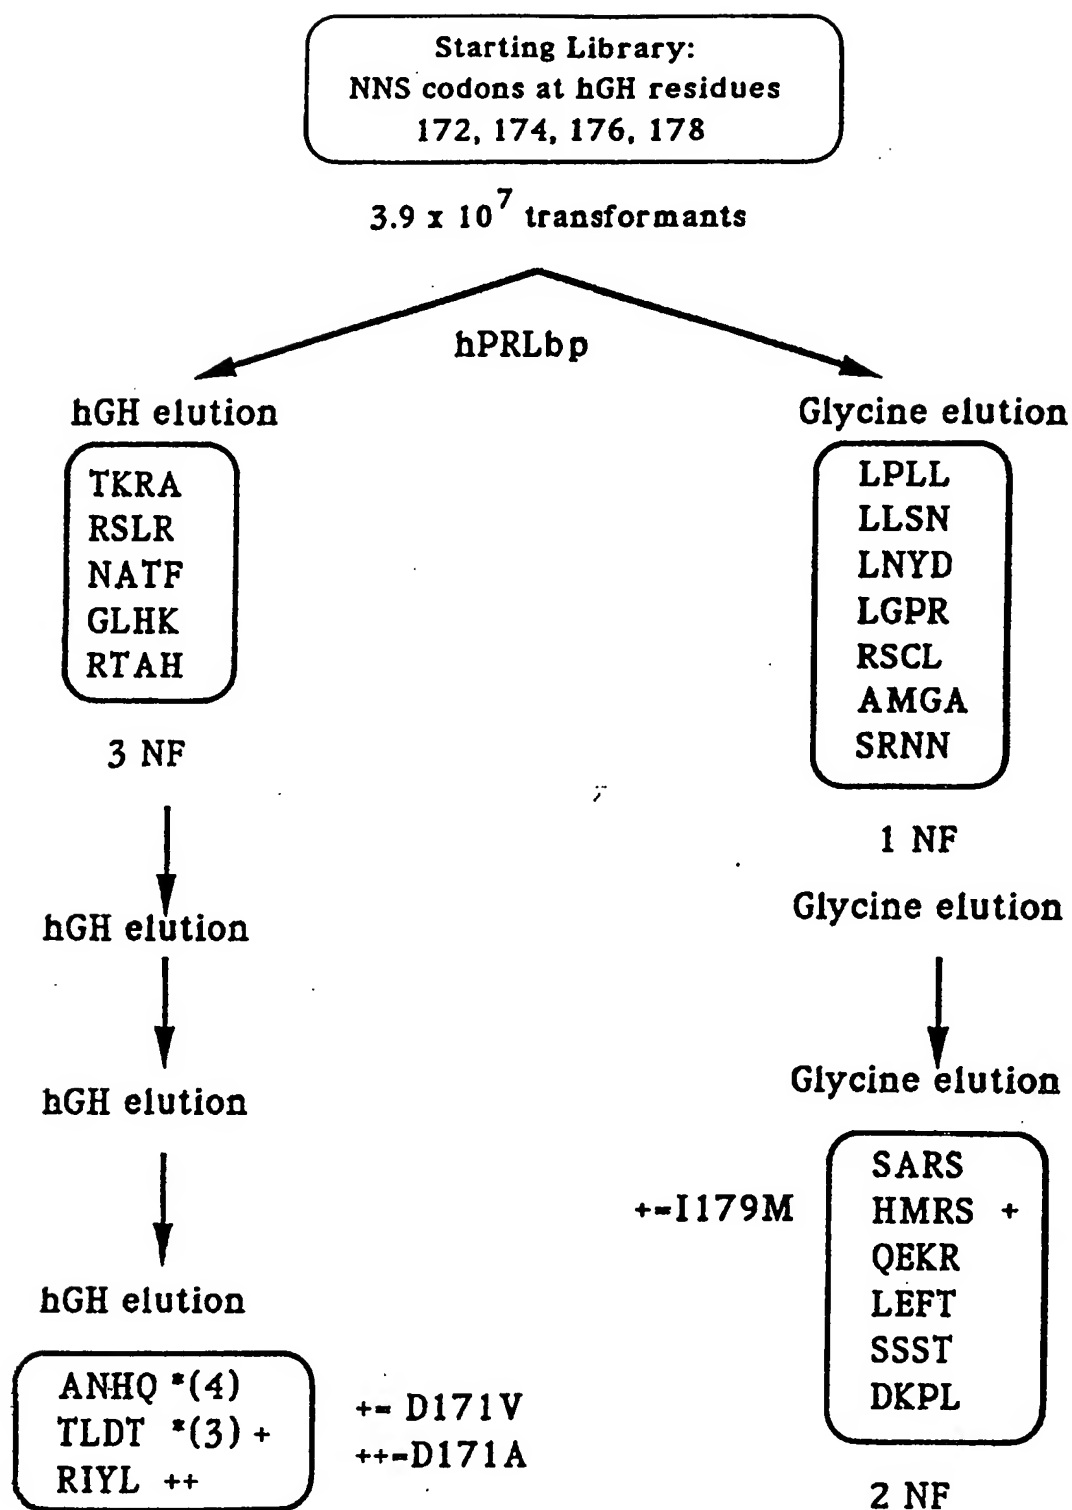 Starting Library:
NNS codons at hGH residues
172, 174, 176, 178
3.9 x 10^7 transformants
hPRLbp
hGH elution
TKRA
RSLR
NATF
GLHK
RTAH
3 NF
hGH elution
hGH elution
hGH elution
ANHQ *(4)
TLDT *(3) +
RIYL ++
+= D171V
++=D171A
Glycine elution
LPLL
LLSN
LNYD
LGPR
RSCL
AMGA
SRNN
1 NF
Glycine elution
Glycine elution
+=I179M
SARS
HMRS +
QEKR
LEFT
SSST
DKPL
2 NF